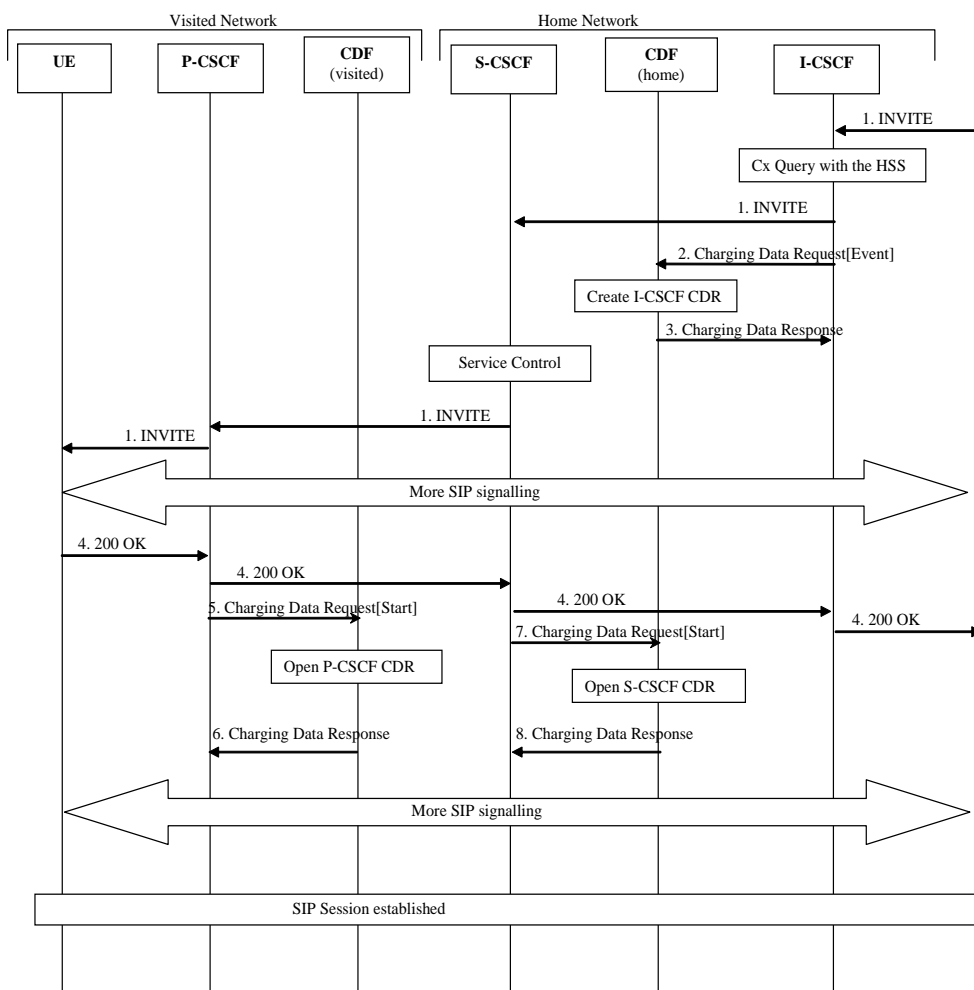 Visited Network
Home Network
UE
P-CSCF
CDF
(visited)
S-CSCF
CDF
(home)
I-CSCF
1. INVITE
Cx Query with the HSS
1. INVITE
2. Charging Data Request[Event]
Create I-CSCF CDR
3. Charging Data Response
Service Control
1. INVITE
1. INVITE
More SIP signalling
4. 200 OK
4. 200 OK
4. 200 OK
5. Charging Data Request[Start]
4. 200 OK
7. Charging Data Request[Start]
Open P-CSCF CDR
Open S-CSCF CDR
6. Charging Data Response
8. Charging Data Response
More SIP signalling
SIP Session established